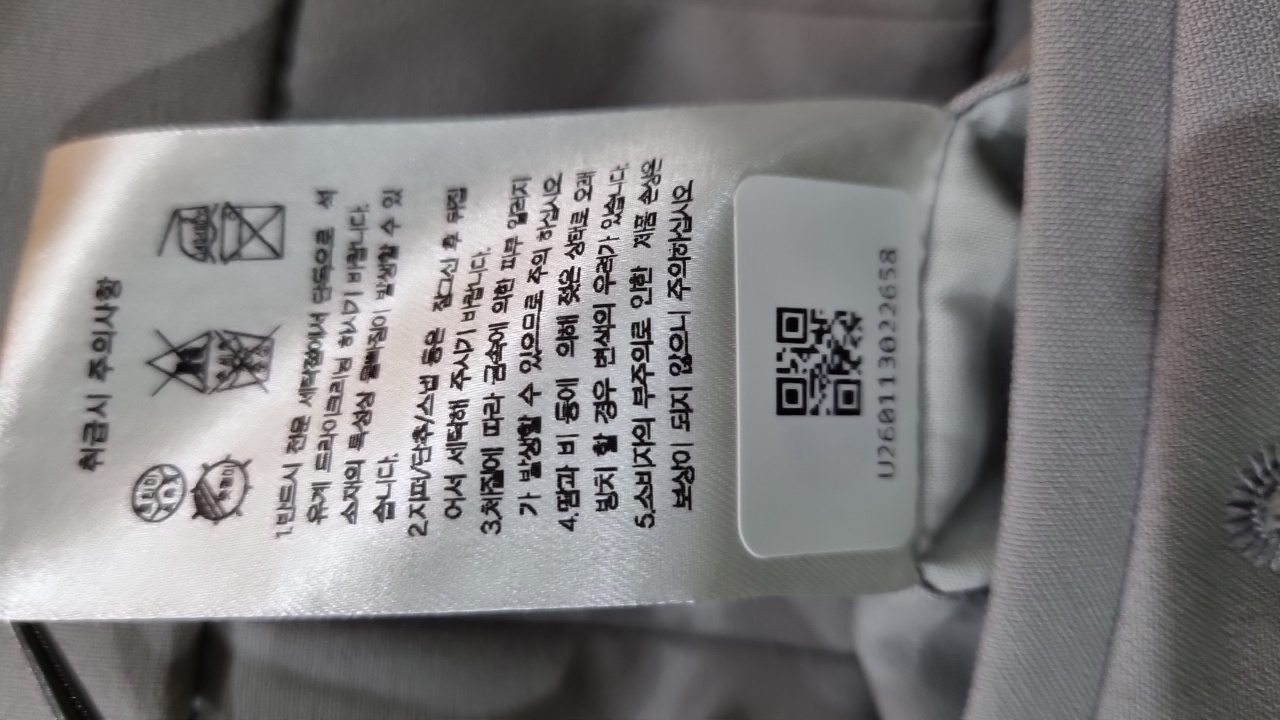 취급시 주의사항
드라이
석유계
1.반드시 전문 세탁점에서 단독으로 석
유계 드라이크리닝 하시기 바랍니다.
소재의 특성상 물빠짐이 발생할 수 있
습니다.
2.지퍼/단추/스냅 등은 잠그신 후 뒤집
어서 세탁해 주시기 바랍니다.
3.체질에 따라 금속에 의한 피부 알러지
가 발생할 수 있으므로 주의 하십시오
4.땀과 비 등에 의해 젖은 상태로 오래
방치 할 경우 변색의 우려가 있습니다.
5.소비자의 부주의로 인한 제품 손상은
보상이 되지 않으니 주의하십시오
U260113022658